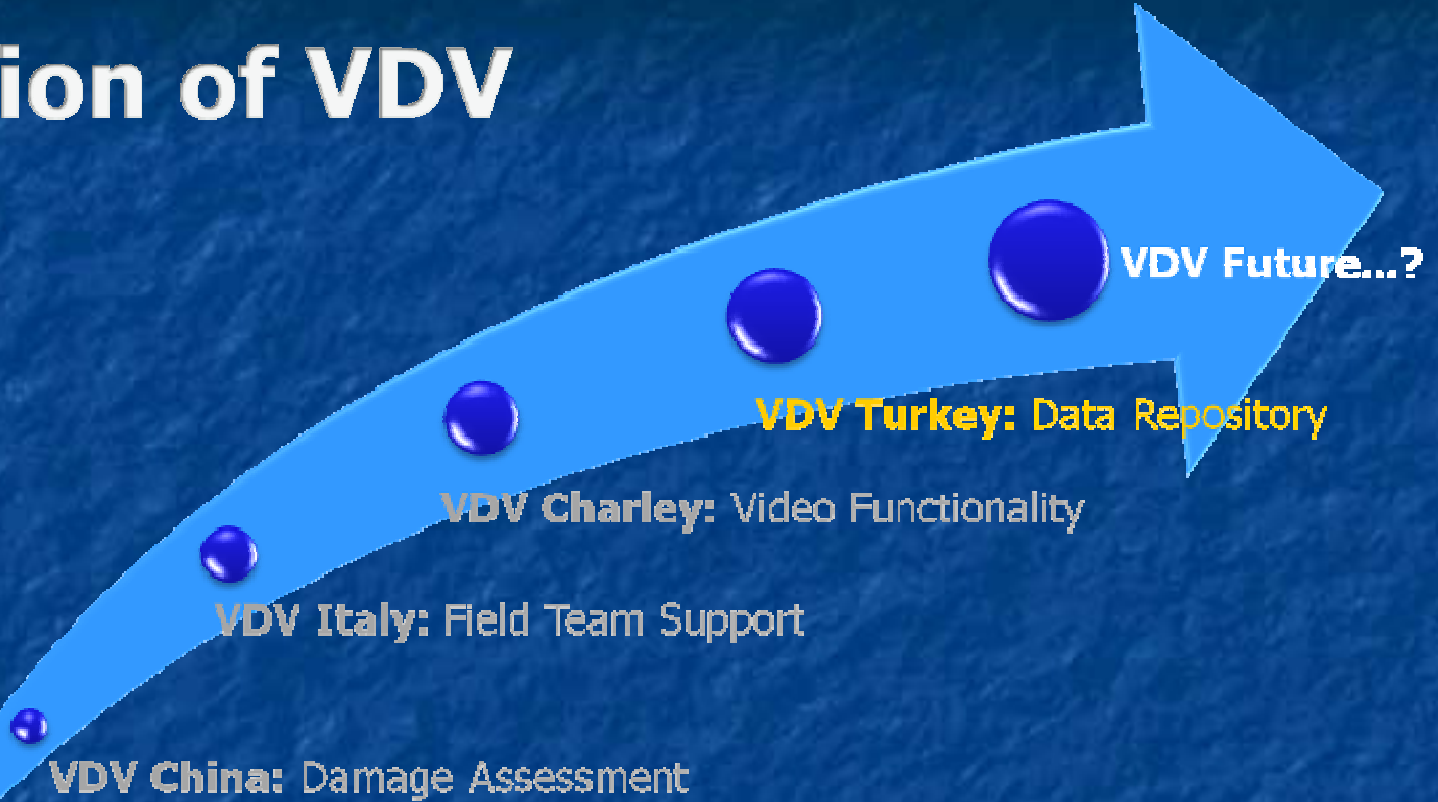 ion of VDV
VDV Future...?
VDV Turkey: Data Repository
VDV Charley: Video Functionality
VDV Italy: Field Team Support
VDV China: Damage Assessment